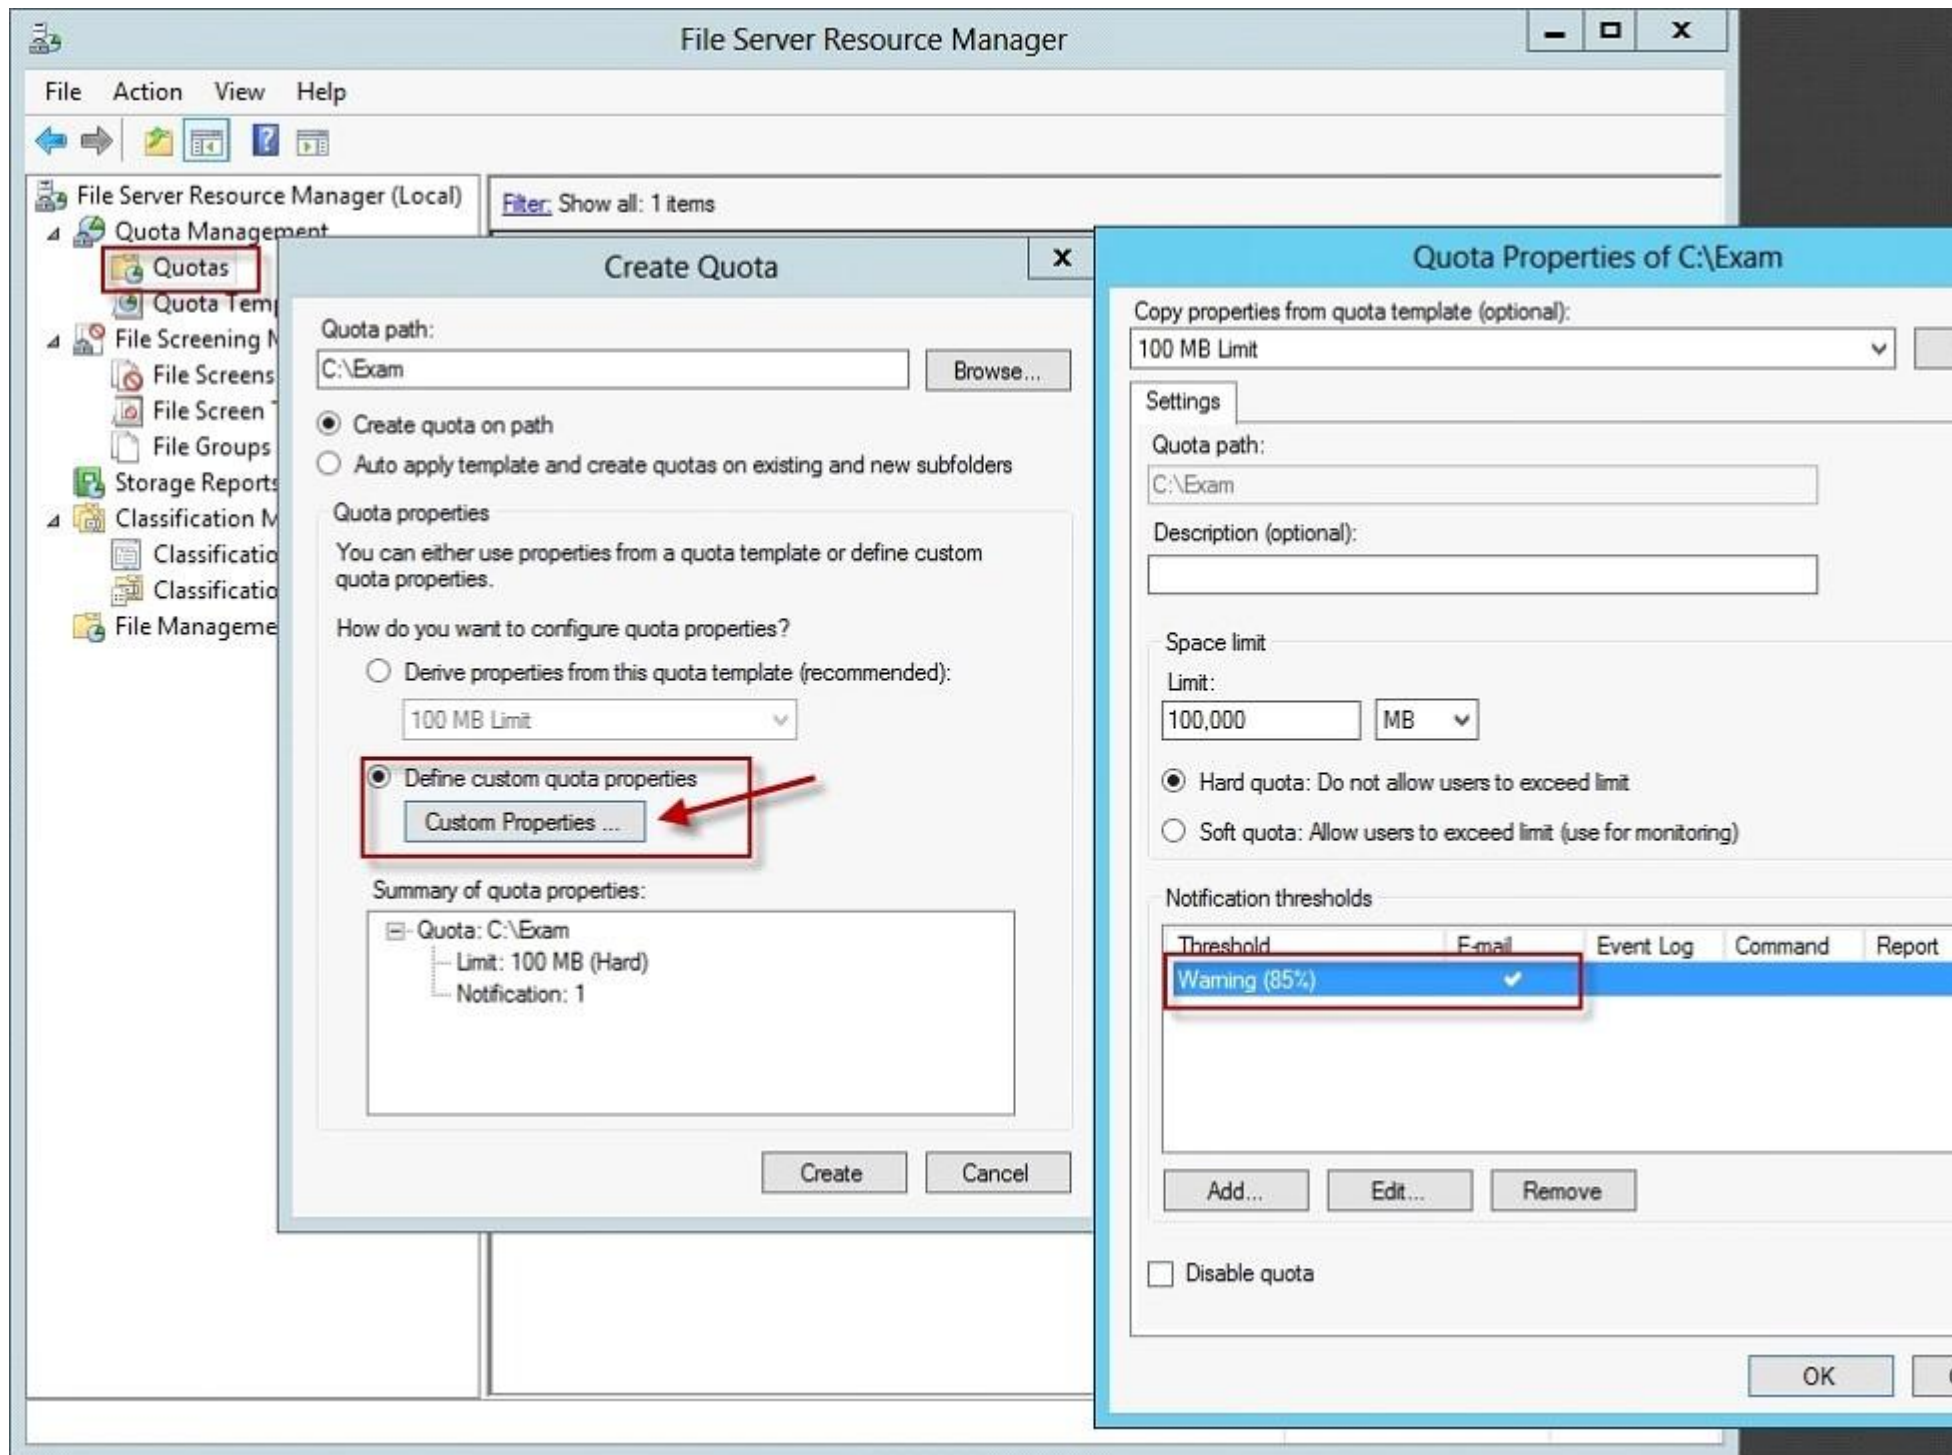 File Server Resource Manager
File Action View Help
File Server Resource Manager (Local)
Quota Management
Quotas
Quota Temp
File Screening M
File Screens
File Screen T
File Groups
Storage Reports
Classification M
Classificatio
Classificatio
File Manageme
Filter: Show all: 1 items
Create Quota
Quota path:
C:\Exam
Browse...
Create quota on path
Auto apply template and create quotas on existing and new subfolders
Quota properties
You can either use properties from a quota template or define custom
quota properties.
How do you want to configure quota properties?
Derive properties from this quota template (recommended):
100 MB Limit
Define custom quota properties
Custom Properties ...
Summary of quota properties:
Quota: C:\Exam
Limit: 100 MB (Hard)
Notification: 1
Create Cancel
Quota Properties of C:\Exam
Copy properties from quota template (optional):
100 MB Limit
Settings
Quota path:
C:\Exam
Description (optional):
Space limit
Limit:
100,000 MB
Hard quota: Do not allow users to exceed limit
Soft quota: Allow users to exceed limit (use for monitoring)
Notification thresholds
Threshold E-mail Event Log Command Report
Warning (85%)
Add... Edit... Remove
Disable quota
OK